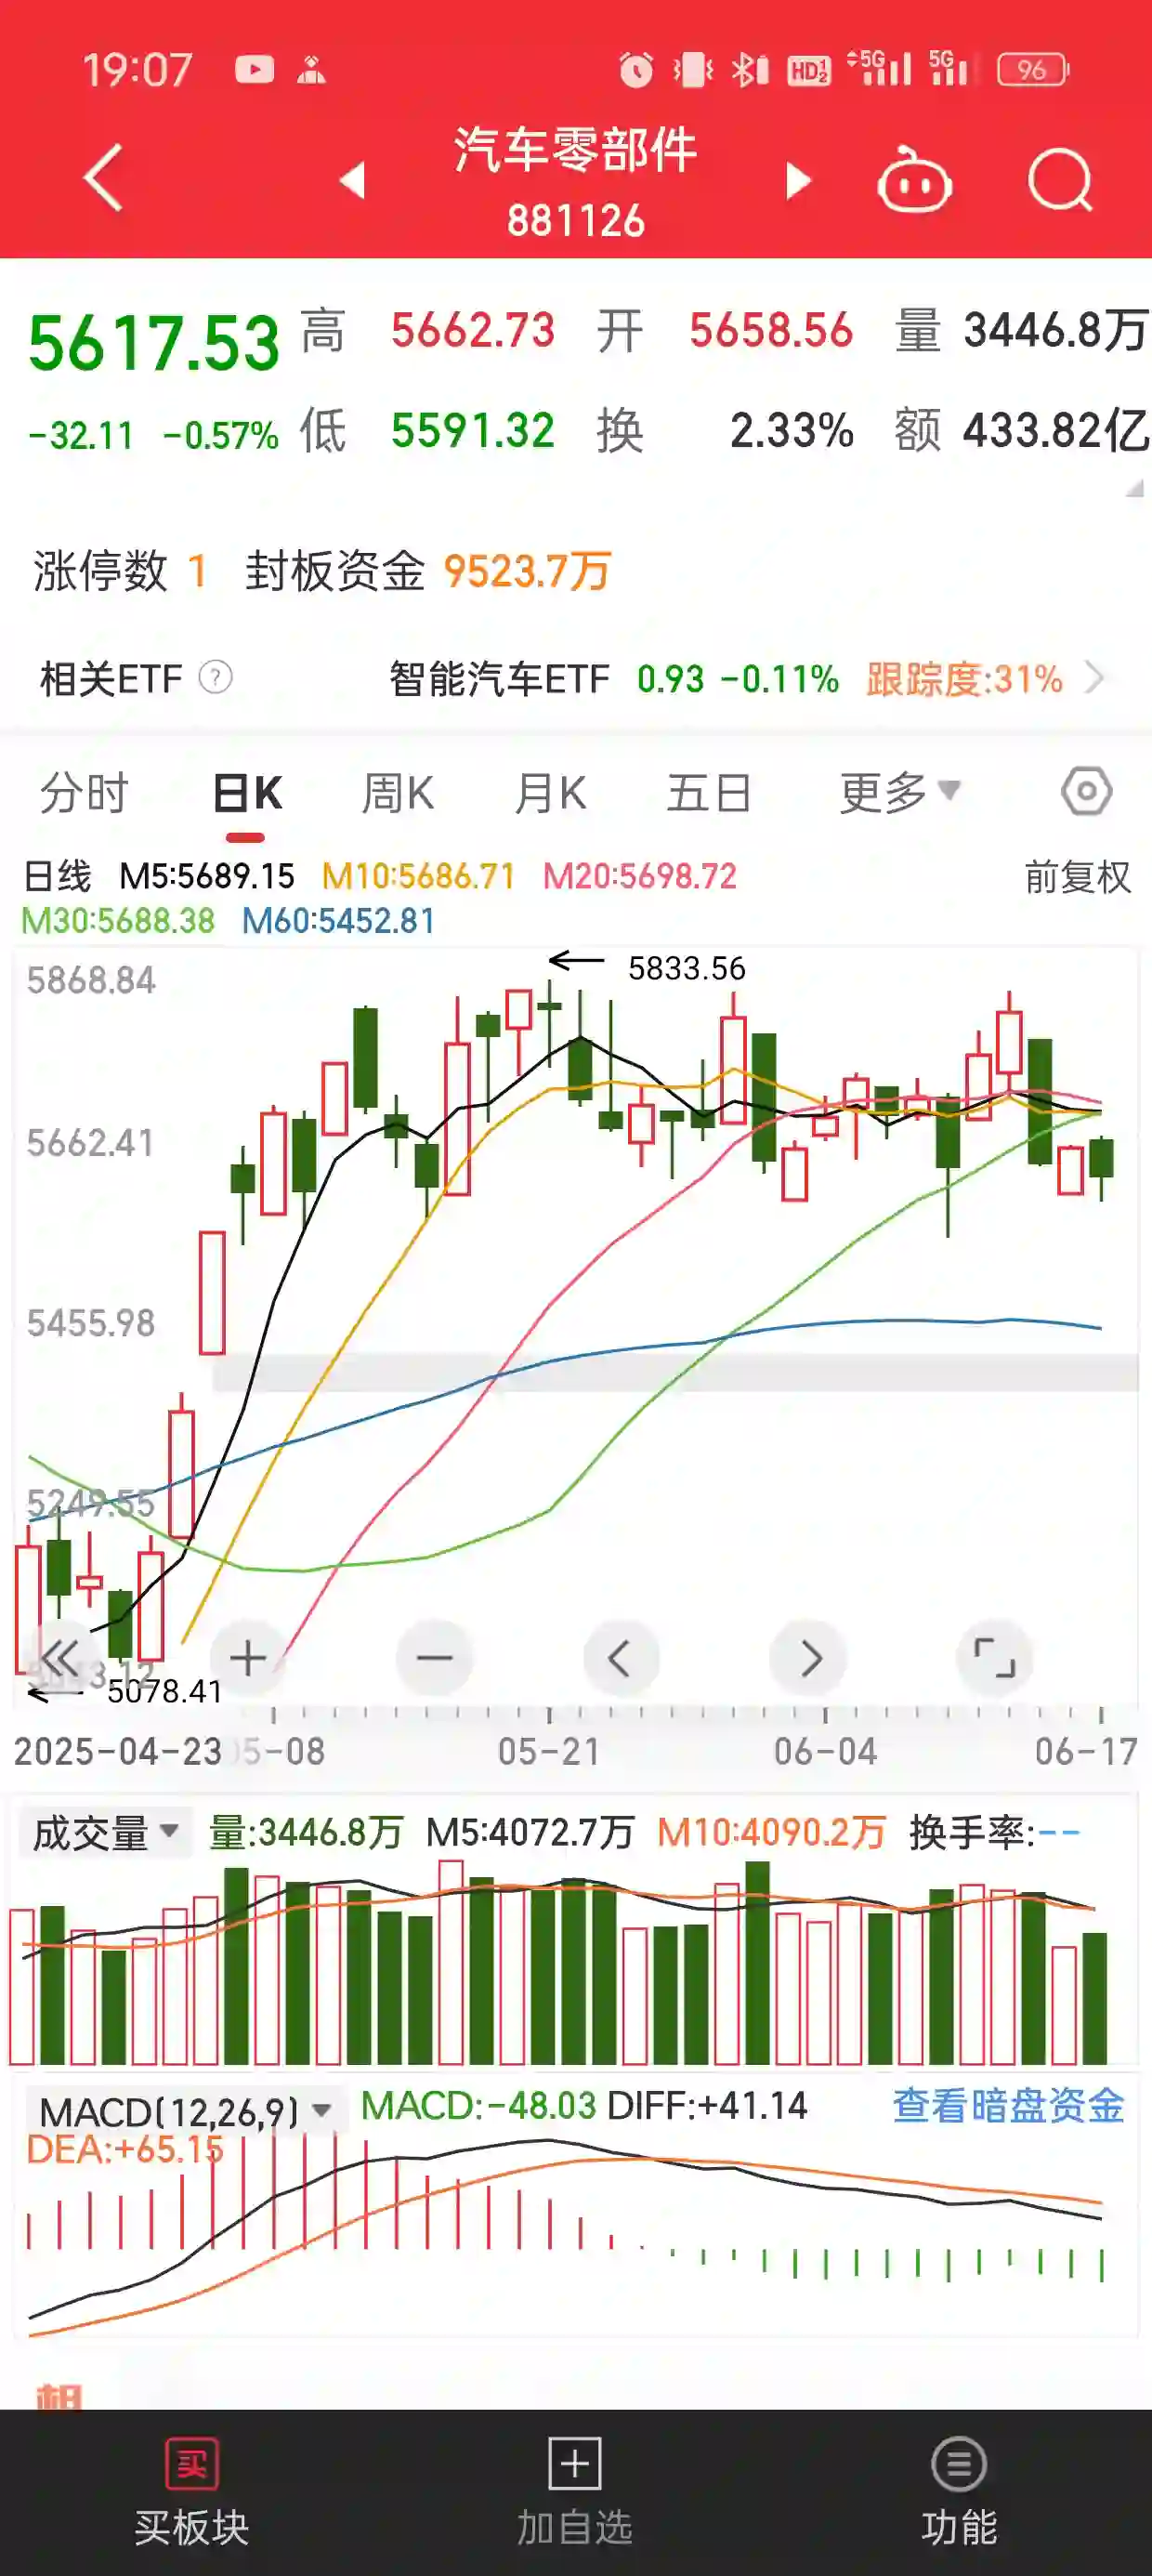 19:07 HD 1 2 5G 5G 96
汽车零部件
881126
5617.53 高 5662.73 开 5658.56 量 3446.8万
-32.11 -0.57% 低 5591.32 换 2.33% 额 433.82亿
涨停数 1 封板资金 9523.7万
相关ETF ? 智能汽车ETF 0.93 -0.11% 跟踪度:31%
分时 日K 周K 月K 五日 更多
日线 M5:5689.15 M10:5686.71 M20:5698.72 前复权
M30:5688.38 M60:5452.81
5868.84 5833.56
5662.41
5455.98
5249.55
5078.41
2025-04-23 5-08 05-21 06-04 06-17
成交量 量:3446.8万 M5:4072.7万 M10:4090.2万 换手率:--
MACD(12,26,9) MACD:-48.03 DIFF:+41.14 查看暗盘资金
DEA:+65.15
买
买板块 加自选 功能